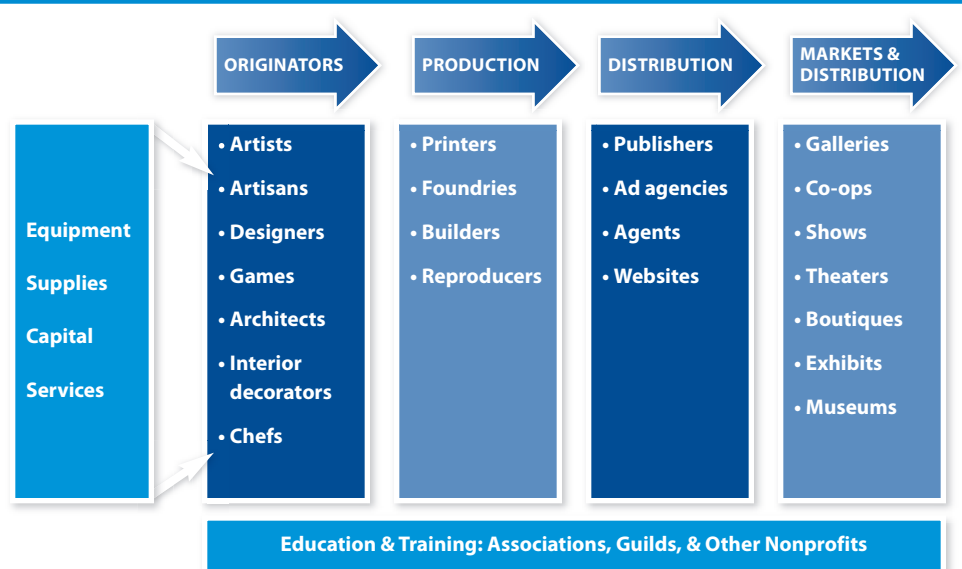 ORIGINATORS
PRODUCTION
DISTRIBUTION
MARKETS &
DISTRIBUTION
Equipment
Supplies
Capital
Services
• Artists
• Artisans
• Designers
• Games
• Architects
• Interior
decorators
• Chefs
• Printers
• Foundries
• Builders
• Reproducers
• Publishers
• Ad agencies
• Agents
• Websites
• Galleries
• Co-ops
• Shows
• Theaters
• Boutiques
• Exhibits
• Museums
Education & Training: Associations, Guilds, & Other Nonprofits